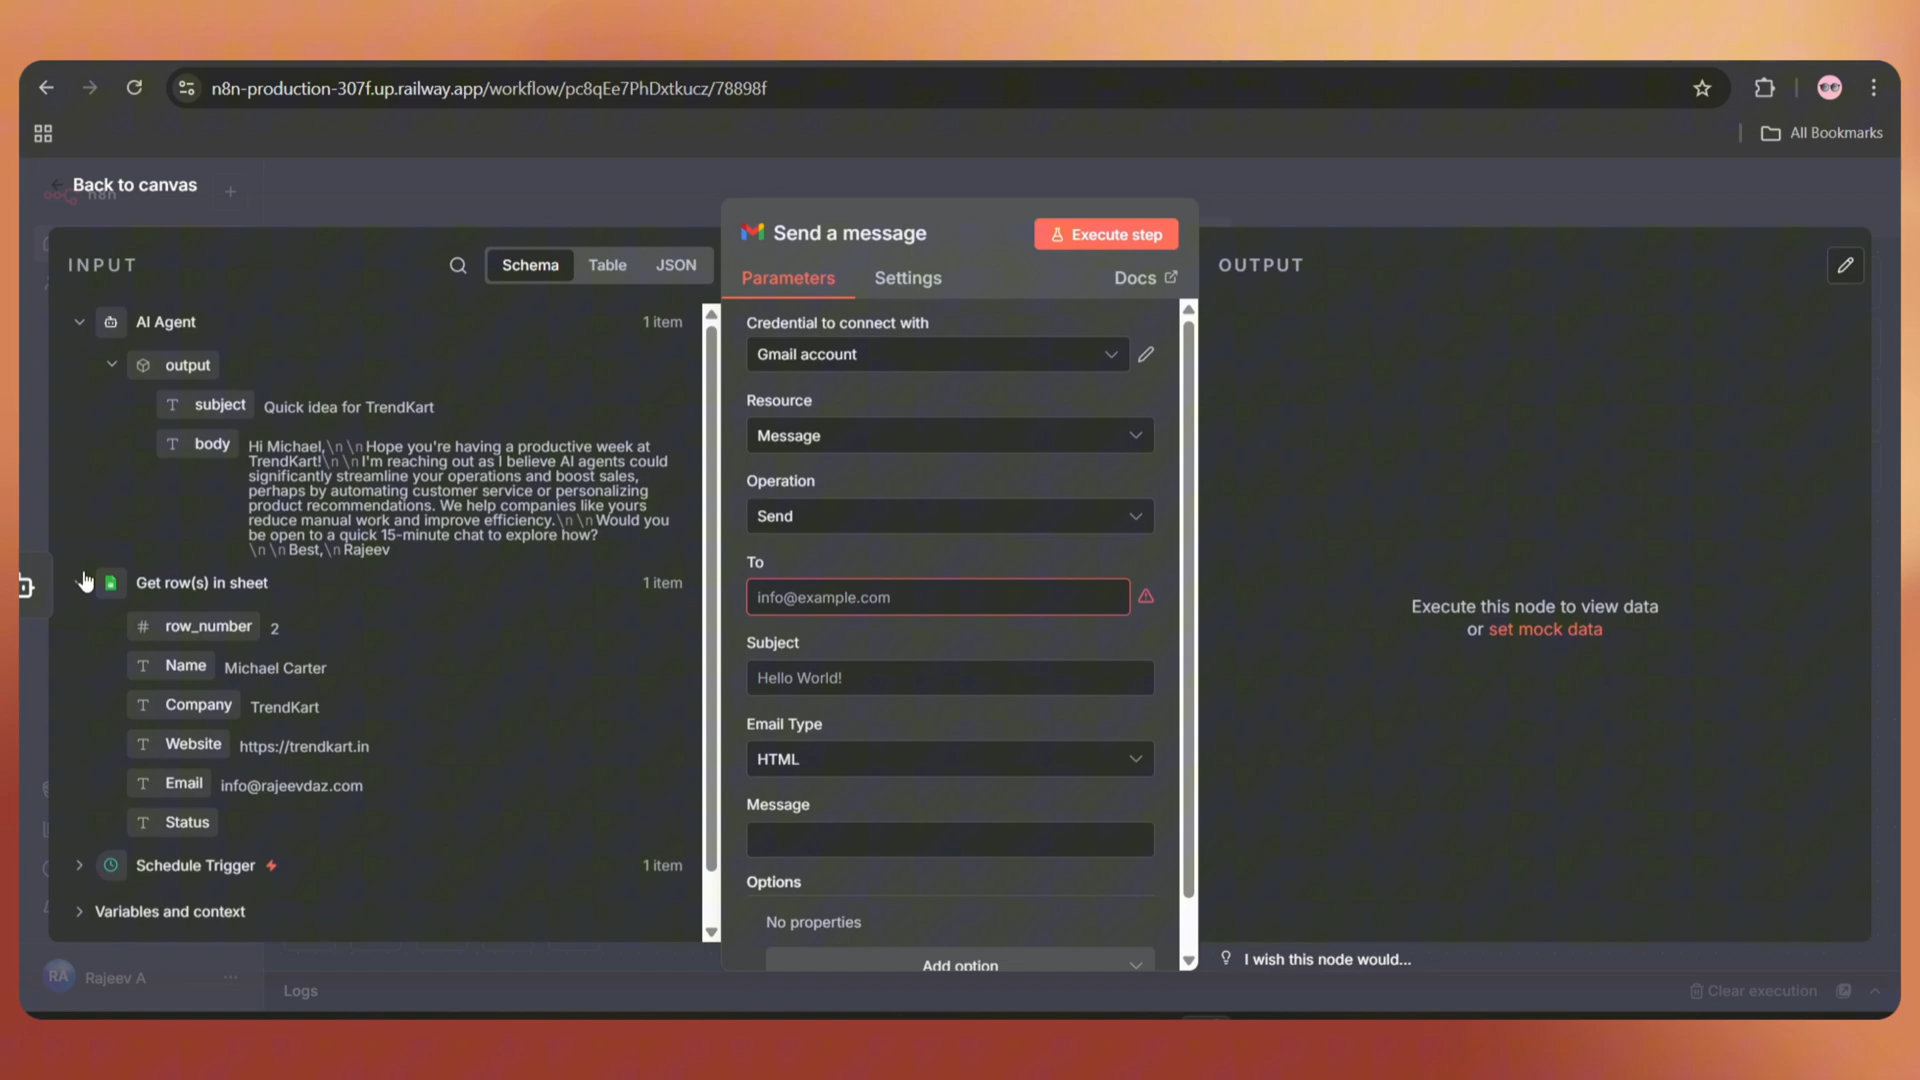 n8n-production-307f.up.railway.app/workflow/pc8qEe7PhDxtkucz/78898f
All Bookmarks
Back to canvas
n8n
INPUT
Schema
Table
JSON
AI Agent
1 item
output
T subject Quick idea for TrendKart
T body Hi Michael,\n\nHope you're having a productive week at
TrendKart!\n\nI'm reaching out as I believe AI agents could
significantly streamline your operations and boost sales,
perhaps by automating customer service or personalizing
product recommendations. We help companies like yours
reduce manual work and improve efficiency.\n\nWould you
be open to a quick 15-minute chat to explore how?
\n\nBest,\nRajeev
Get row(s) in sheet
1 item
# row_number 2
T Name Michael Carter
T Company TrendKart
T Website https://trendkart.in
T Email info@rajeevdaz.com
T Status
Schedule Trigger
1 item
Variables and context
RA Rajeev A
Send a message
Execute step
Parameters
Settings
Docs
Credential to connect with
Gmail account
Resource
Message
Operation
Send
To
info@example.com
Subject
Hello World!
Email Type
HTML
Message
Options
No properties
Add option
OUTPUT
Execute this node to view data
or set mock data
I wish this node would...
Logs
Clear execution